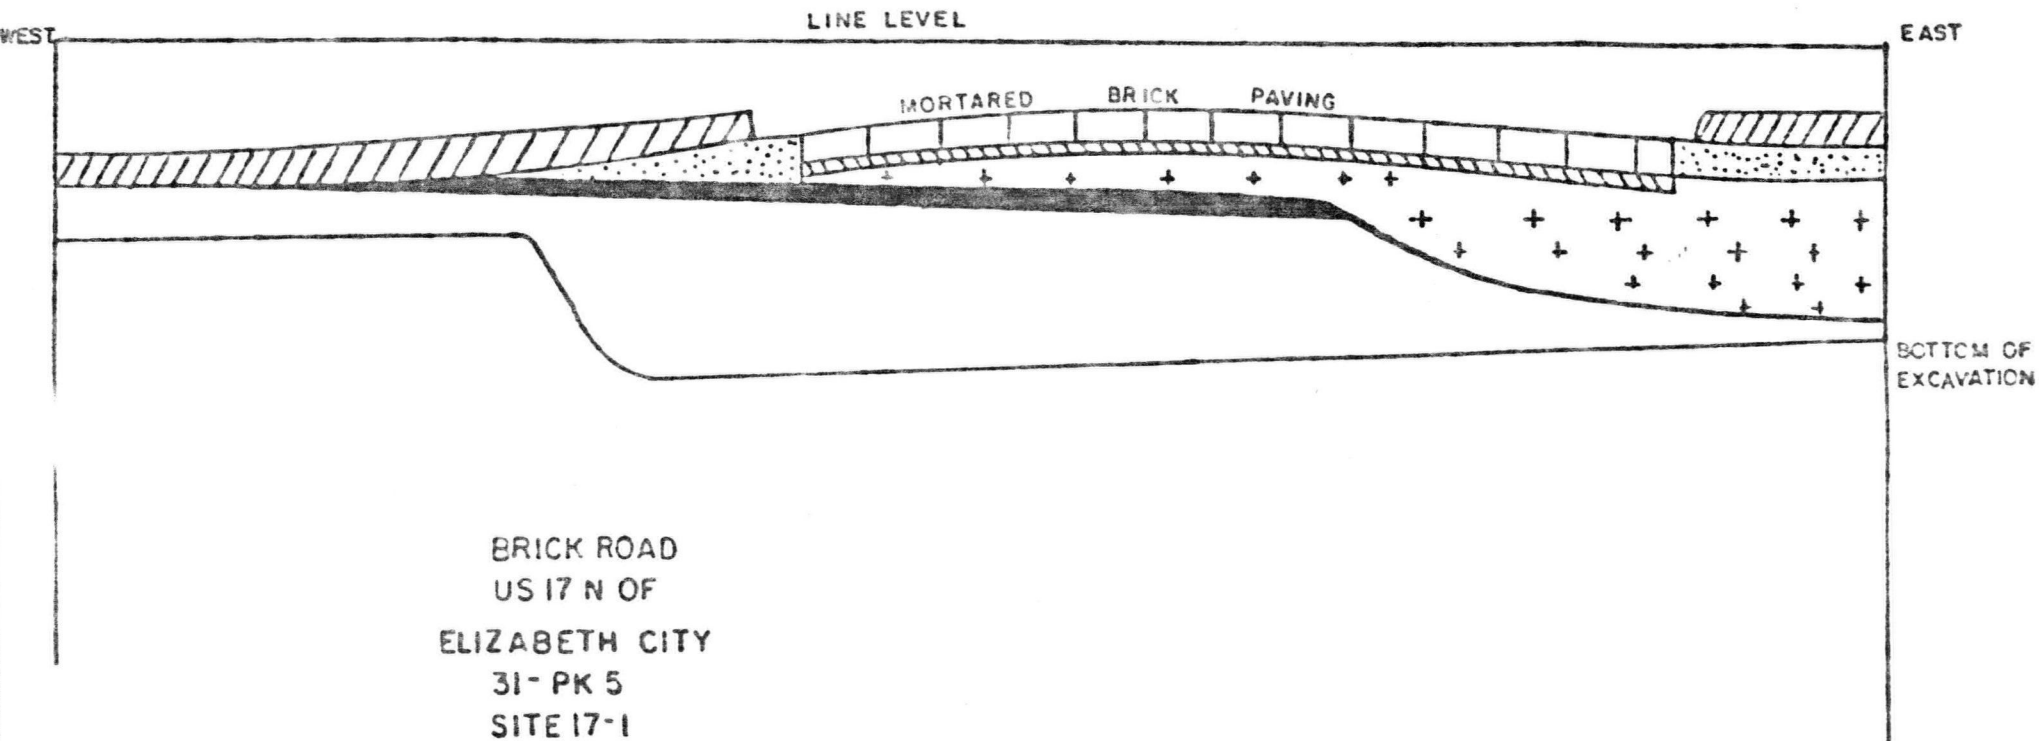 LINE LEVEL
WEST
EAST
MORTARED BRICK PAVING
BOTTOM OF
EXCAVATION
BRICK ROAD
US 17 N OF
ELIZABETH CITY
31- PK 5
SITE 17-1